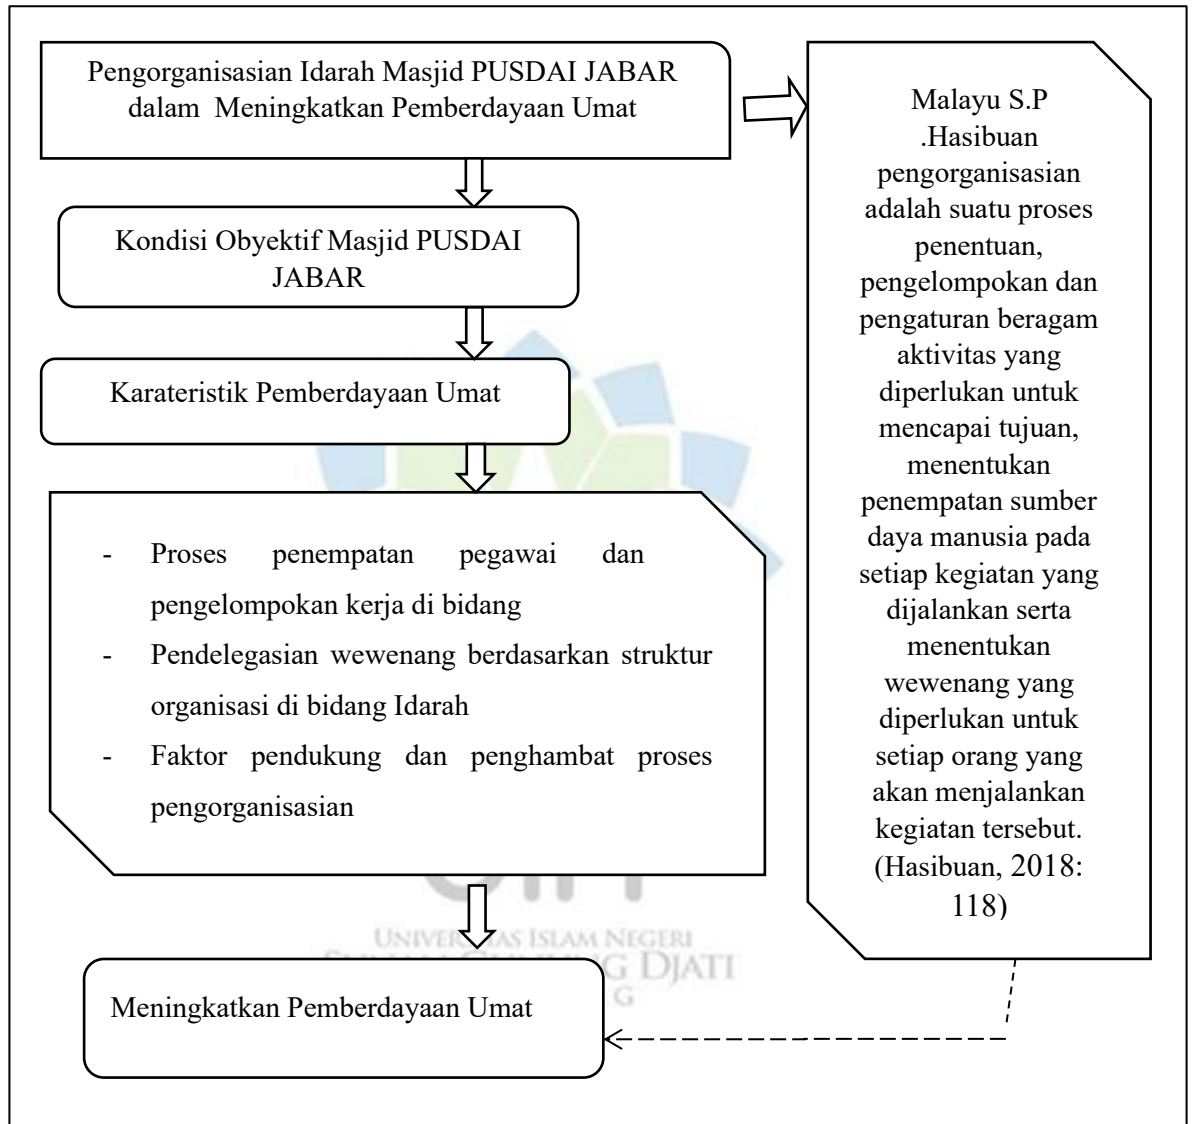 Pengorganisasian Idarah Masjid PUSDAI JABAR
dalam Meningkatkan Pemberdayaan Umat
Kondisi Obyektif Masjid PUSDAI
JABAR
Karateristik Pemberdayaan Umat
- Proses penempatan pegawai dan
pengelompokan kerja di bidang
- Pendelegasian wewenang berdasarkan struktur
organisasi di bidang Idarah
- Faktor pendukung dan penghambat proses
pengorganisasian
Meningkatkan Pemberdayaan Umat
Malayu S.P
.Hasibuan
pengorganisasian
adalah suatu proses
penentuan,
pengelompokan dan
pengaturan beragam
aktivitas yang
diperlukan untuk
mencapai tujuan,
menentukan
penempatan sumber
daya manusia pada
setiap kegiatan yang
dijalankan serta
menentukan
wewenang yang
diperlukan untuk
setiap orang yang
akan menjalankan
kegiatan tersebut.
(Hasibuan, 2018:
118)
ISLAM NEGERI
DJATI